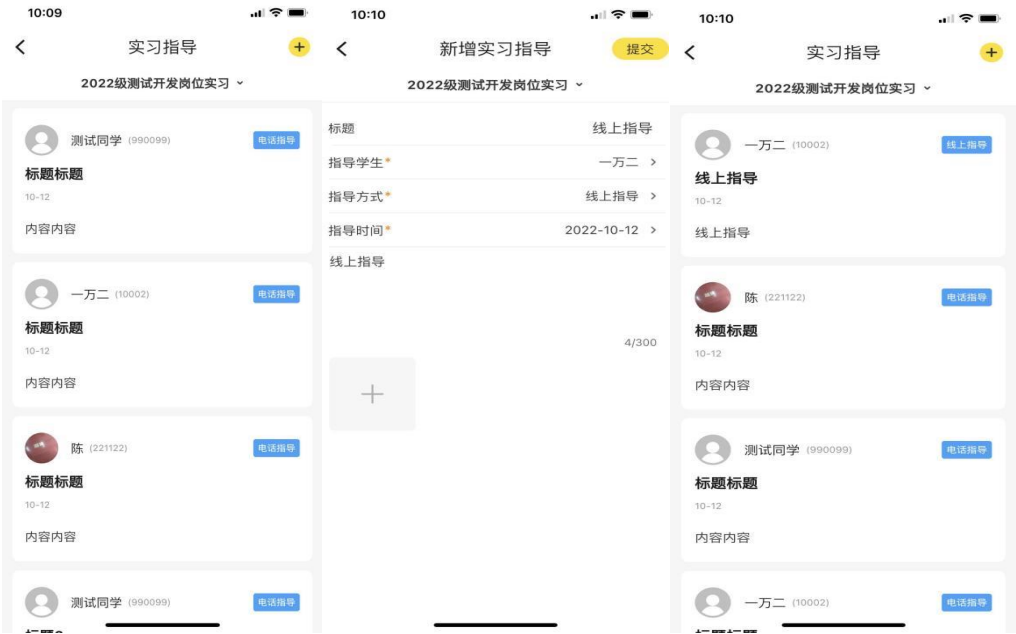 10:09
实习指导
+
2022级测试开发岗位实习
测试同学 (990099)
电话指导
标题标题
10-12
内容内容
一万二 (10002)
电话指导
标题标题
10-12
内容内容
陈 (221122)
电话指导
标题标题
10-12
内容内容
测试同学 (990099)
电话指导
10:10
新增实习指导
提交
2022级测试开发岗位实习
标题 线上指导
指导学生* 一万二
指导方式* 线上指导
指导时间* 2022-10-12
线上指导
4/300
10:10
实习指导
+
2022级测试开发岗位实习
一万二 (10002)
线上指导
线上指导
10-12
线上指导
陈 (221122)
电话指导
标题标题
10-12
内容内容
测试同学 (990099)
电话指导
标题标题
10-12
内容内容
一万二 (10002)
电话指导